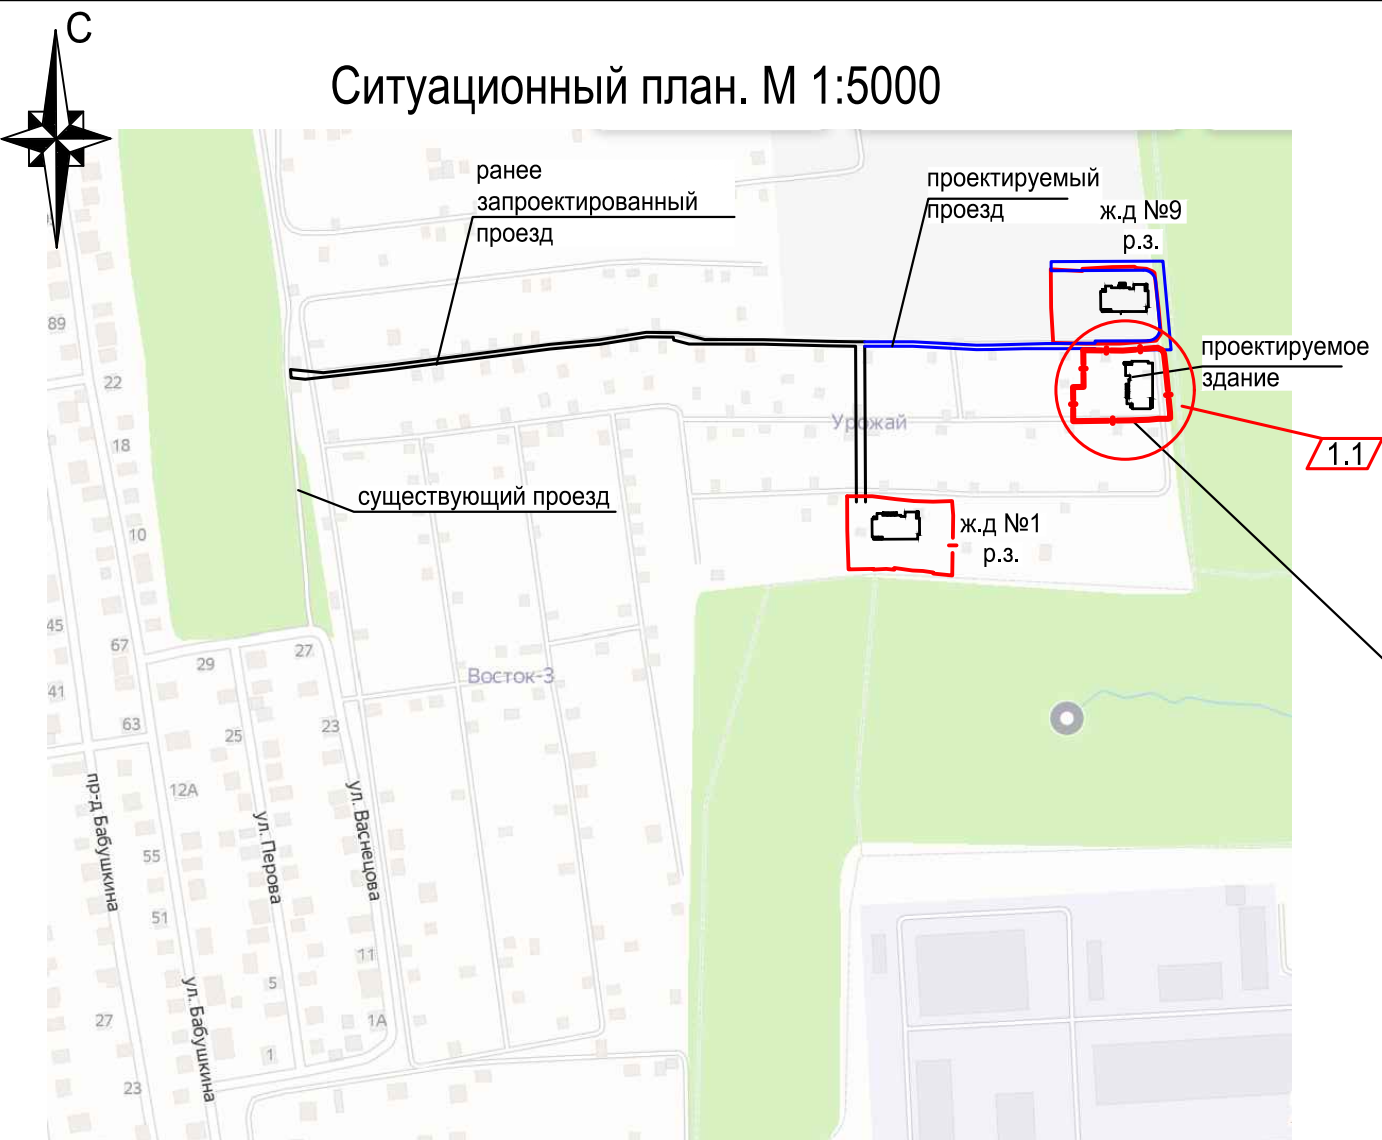 С
Ситуационный план. М 1:5000
ранее
запроектированный
проезд
проектируемый
проезд
ж.д №9
р.з.
проектируемое
здание
1.1
89
22
18
Урожай
существующий проезд
ж.д №1
р.з.
10
45
67
29
27
41
Восток-3
63
25
23
12А
пр-д Бабушкина
ул. Перова
ул. Васнецова
55
51
11
5
ул. Бабушкина
27
1А
1
23